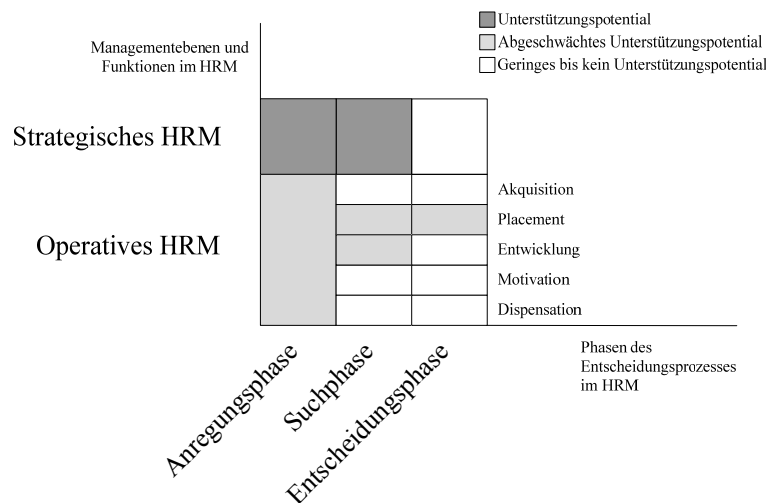 Unterstützungspotential
Abgeschwächtes Unterstützungspotential
Geringes bis kein Unterstützungspotential
Managementebenen und
Funktionen im HRM
Strategisches HRM
Operatives HRM
Akquisition
Placement
Entwicklung
Motivation
Dispensation
Anregungsphase
Suchphase
Entscheidungsphase
Phasen des
Entscheidungsprozesses
im HRM